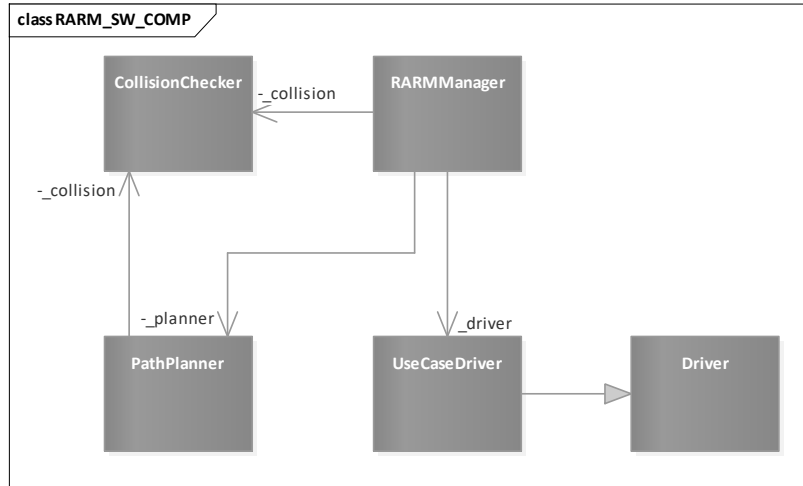 class RARM_SW_COMP
CollisionChecker
RARMManager
-_collision
-_collision
-_planner
_driver
PathPlanner
UseCaseDriver
Driver